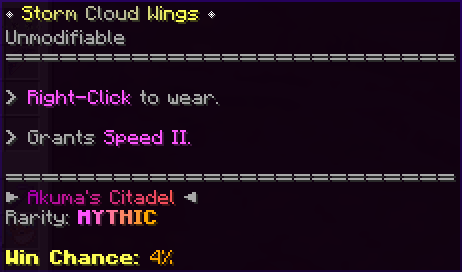 ⬥ Storm Cloud Wings ⬥
Unmodifiable
================================
> Right-Click to wear.
> Grants Speed II.
================================
► Akuma's Citadel ◄
Rarity: MYTHIC
Win Chance: 4%